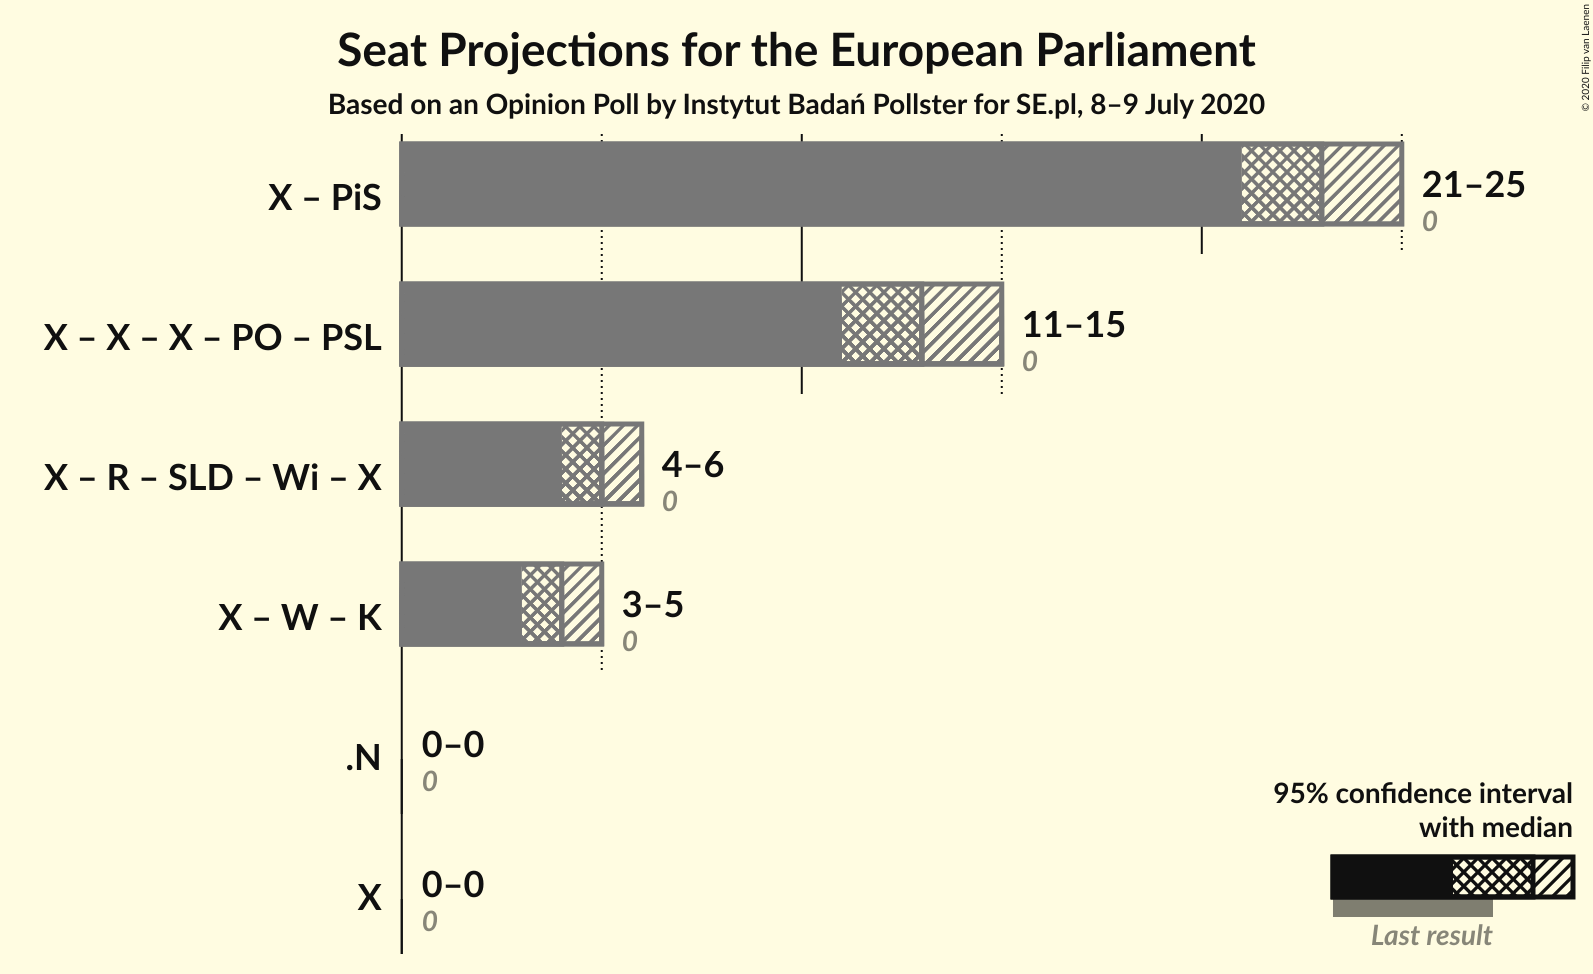 Seat Projections for the European Parliament
Based on an Opinion Poll by Instytut Badań Pollster for SE.pl, 8–9 July 2020
© 2020 Filip van Laenen
X – PiS
21–25
0
X – X – X – PO – PSL
11–15
0
X – R – SLD – Wi – X
4–6
0
X – W – K
3–5
0
.N
0–0
0
X
0–0
0
95% confidence interval
with median
Last result